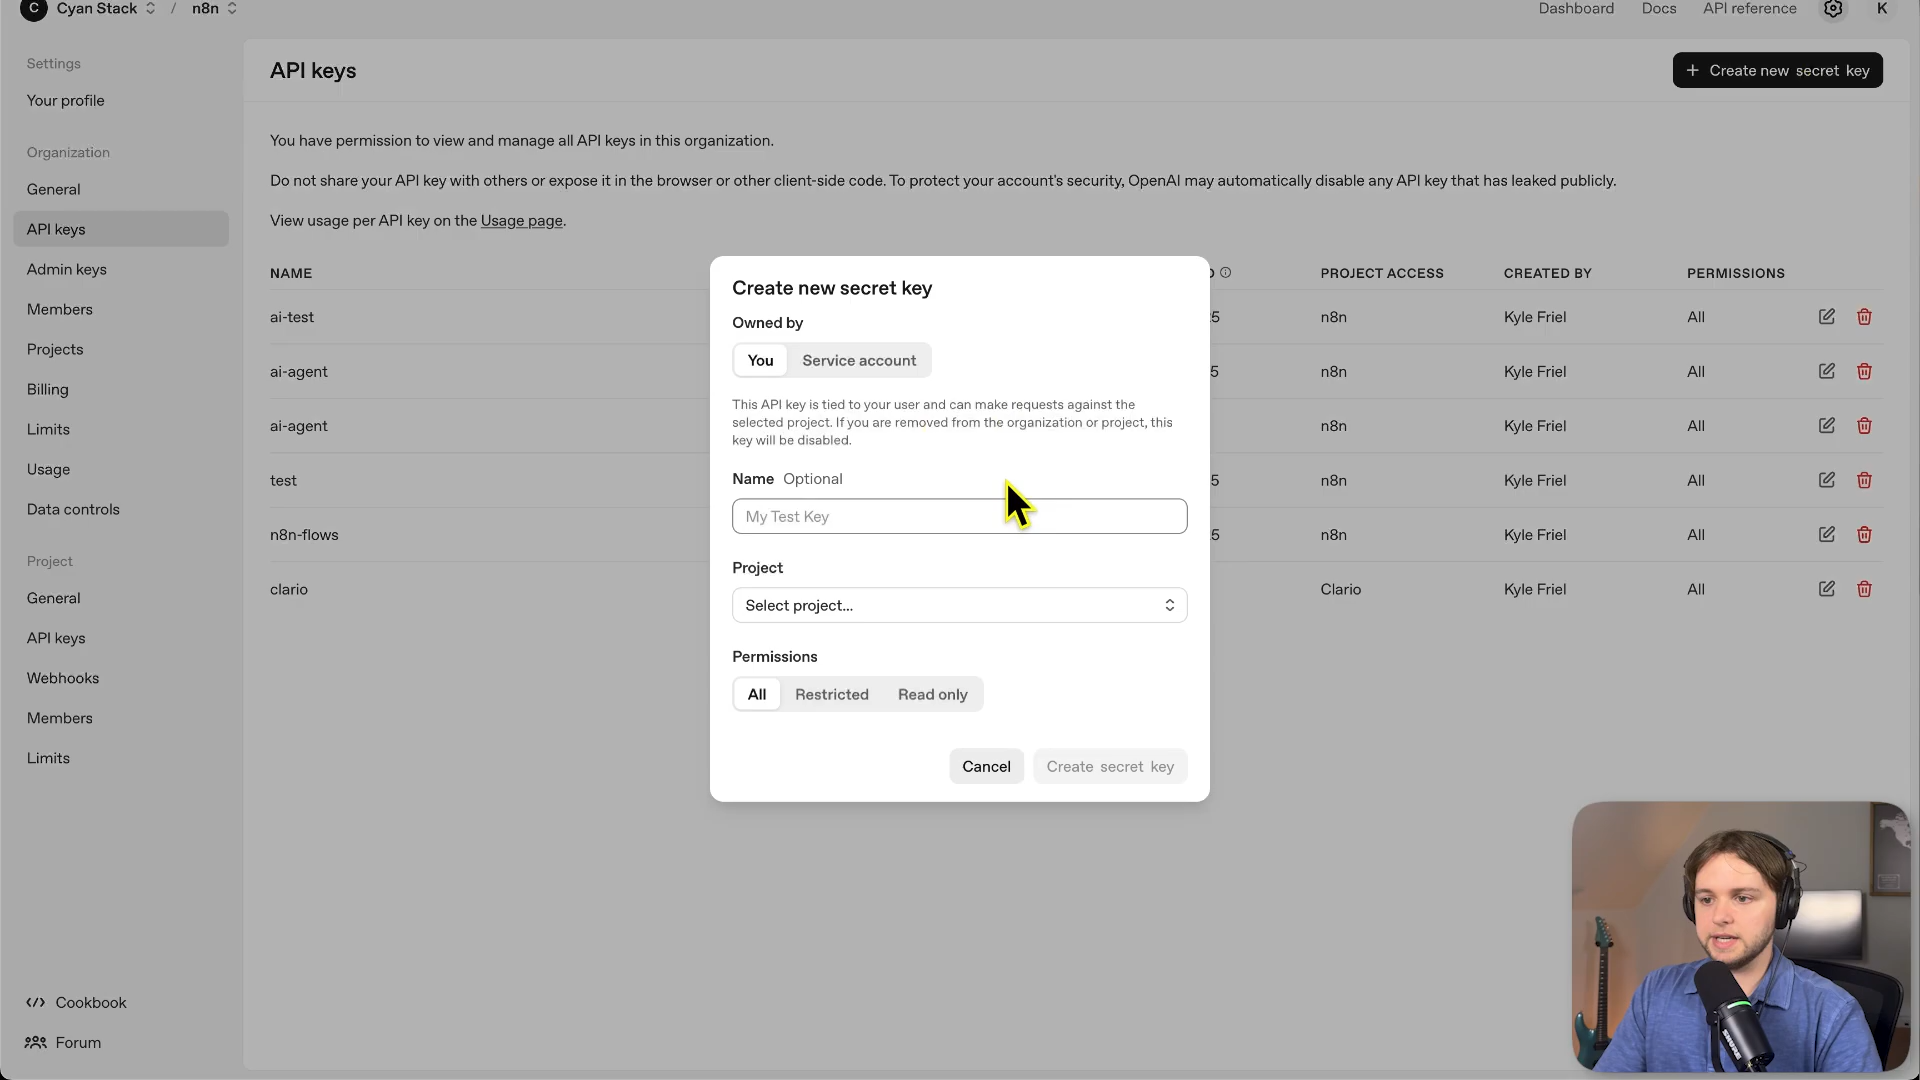 C Cyan Stack / n8n
Dashboard Docs API reference K
Settings
Your profile
Organization
General
API keys
Admin keys
Members
Projects
Billing
Limits
Usage
Data controls
Project
General
API keys
Webhooks
Members
Limits
Cookbook
Forum
API keys
+ Create new secret key
You have permission to view and manage all API keys in this organization.
Do not share your API key with others or expose it in the browser or other client-side code. To protect your account's security, OpenAI may automatically disable any API key that has leaked publicly.
View usage per API key on the Usage page.
NAME PROJECT ACCESS CREATED BY PERMISSIONS
ai-test 5 n8n Kyle Friel All
ai-agent 5 n8n Kyle Friel All
ai-agent n8n Kyle Friel All
test 5 n8n Kyle Friel All
n8n-flows 5 n8n Kyle Friel All
clario Clario Kyle Friel All
Create new secret key
Owned by
You Service account
This API key is tied to your user and can make requests against the
selected project. If you are removed from the organization or project, this
key will be disabled.
Name Optional
My Test Key
Project
Select project...
Permissions
All Restricted Read only
Cancel Create secret key
SHURE